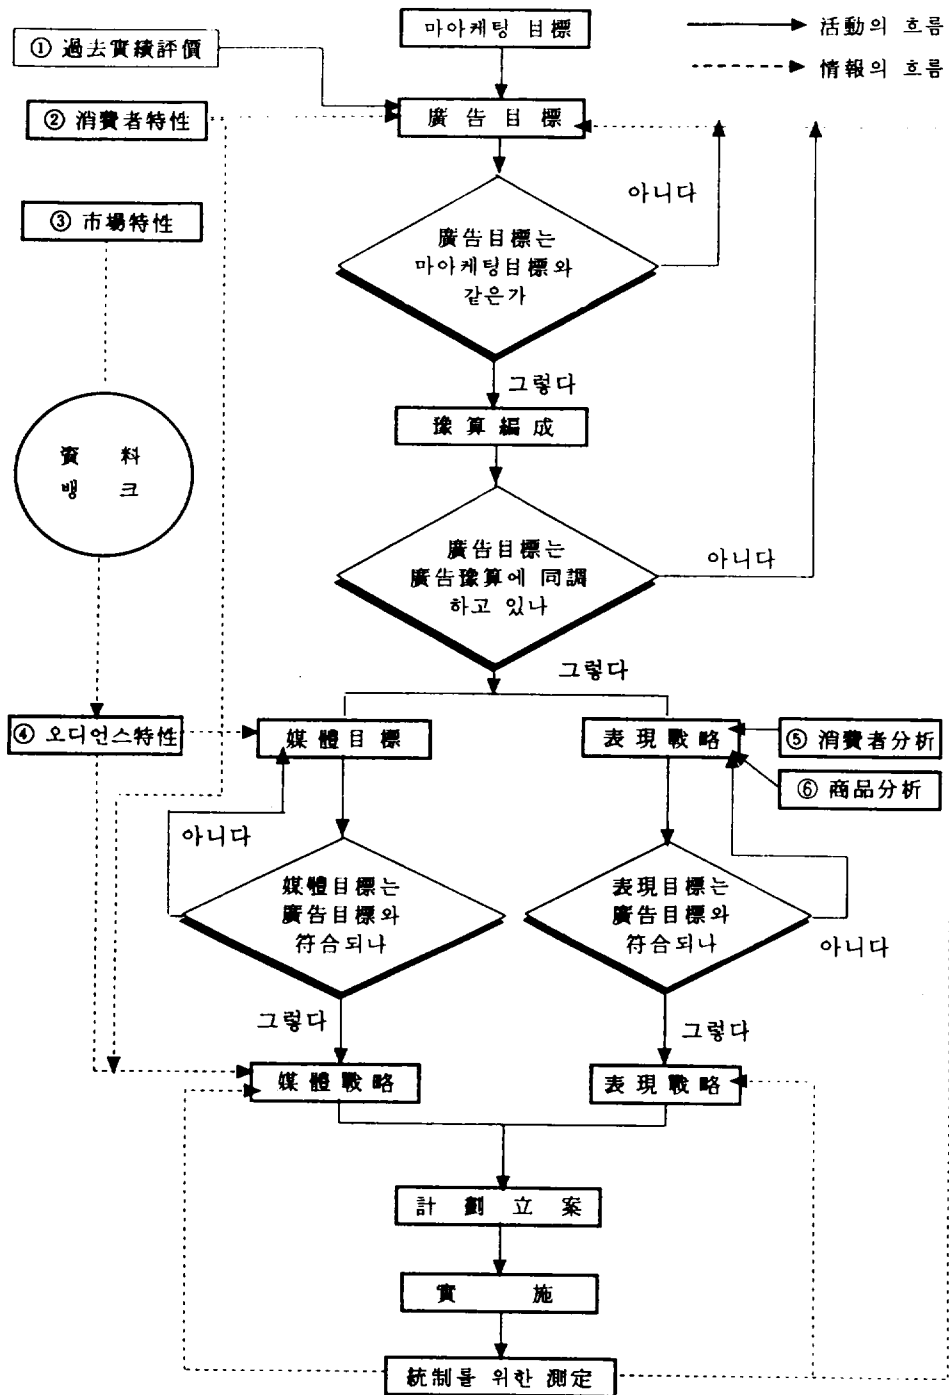 마아케팅 目標
① 過去實績評價
活動의 흐름
情報의 흐름
② 消費者特性
廣告目標
③ 市場特性
아니다
廣告目標는
마아케팅目標와
같은가
그렇다
豫算編成
資料
뱅크
廣告目標는
廣告豫算에 同調
하고 있나
아니다
그렇다
④ 오디언스特性
媒體目標
表現戰略
⑤ 消費者分析
⑥ 商品分析
아니다
媒體目標는
廣告目標와
符合되나
表現目標는
廣告目標와
符合되나
아니다
그렇다
그렇다
媒體戰略
表現戰略
計劃立案
實施
統制를 위한 測定